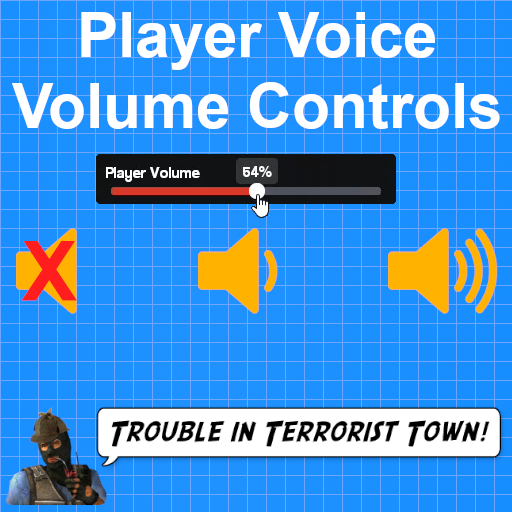 Player Voice
Volume Controls
Player Volume 54%
X
TROUBLE IN TERRORIST TOWN!